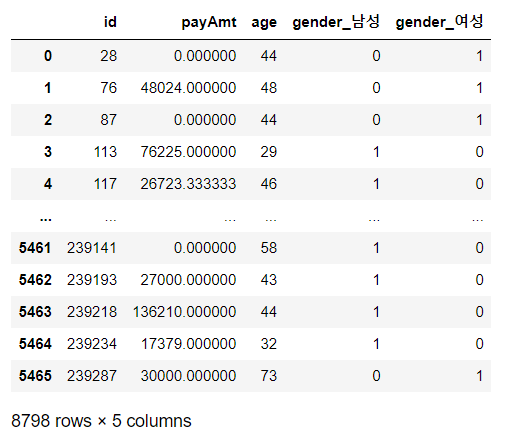 id payAmt age gender_남성 gender_여성
0 28 0.000000 44 0 1
1 76 48024.000000 48 0 1
2 87 0.000000 44 0 1
3 113 76225.000000 29 1 0
4 117 26723.333333 46 1 0
... ... ... ... ... ...
5461 239141 0.000000 58 1 0
5462 239193 27000.000000 43 1 0
5463 239218 136210.000000 44 1 0
5464 239234 17379.000000 32 1 0
5465 239287 30000.000000 73 0 1
8798 rows × 5 columns